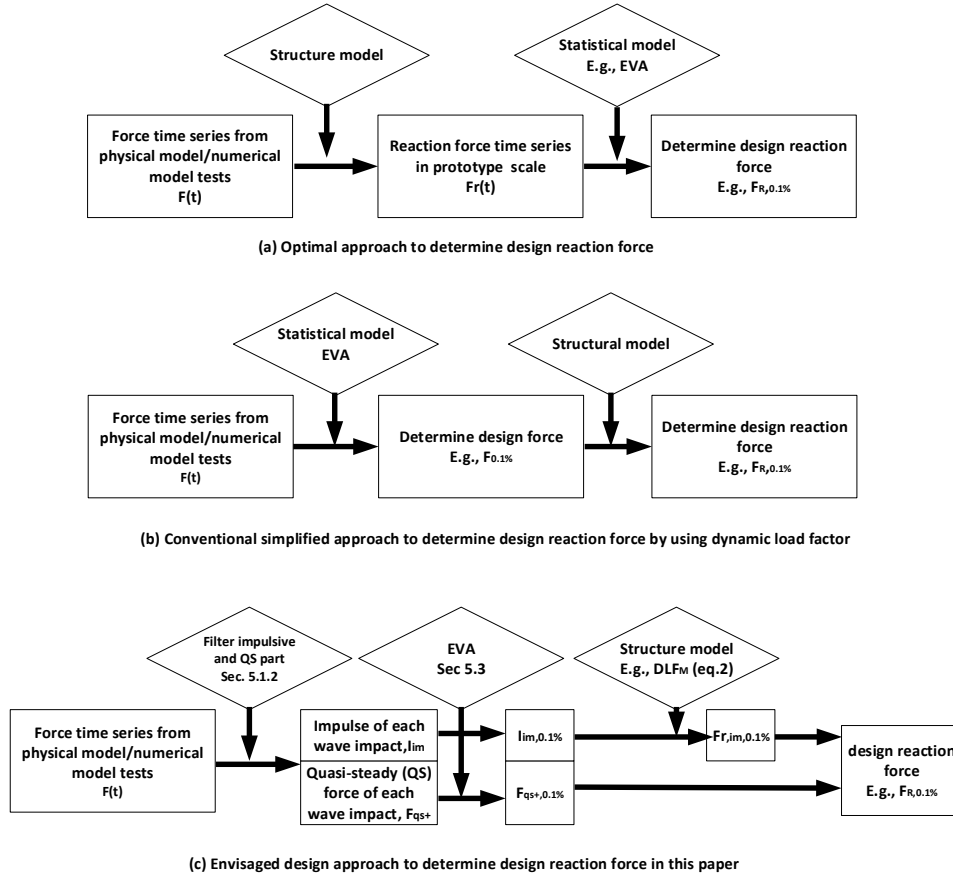 Structure model
Statistical model
E.g., EVA
Force time series from
physical model/numerical
model tests
F(t)
Reaction force time series
in prototype scale
Fr(t)
Determine design reaction
force
E.g., FR,0.1%
(a) Optimal approach to determine design reaction force
Statistical model
EVA
Structural model
Force time series from
physical model/numerical
model tests
F(t)
Determine design force
E.g., F0.1%
Determine design reaction
force
E.g., FR,0.1%
(b) Conventional simplified approach to determine design reaction force by using dynamic load factor
Filter impulsive
and QS part
Sec. 5.1.2
EVA
Sec 5.3
Structure model
E.g., DLFM (eq.2)
Force time series from
physical model/numerical
model tests
F(t)
Impulse of each
wave impact,Iim
Quasi-steady (QS)
force of each
wave impact, Fqs+
Iim,0.1%
Fqs+,0.1%
Fr,im,0.1%
design reaction
force
E.g., FR,0.1%
(c) Envisaged design approach to determine design reaction force in this paper